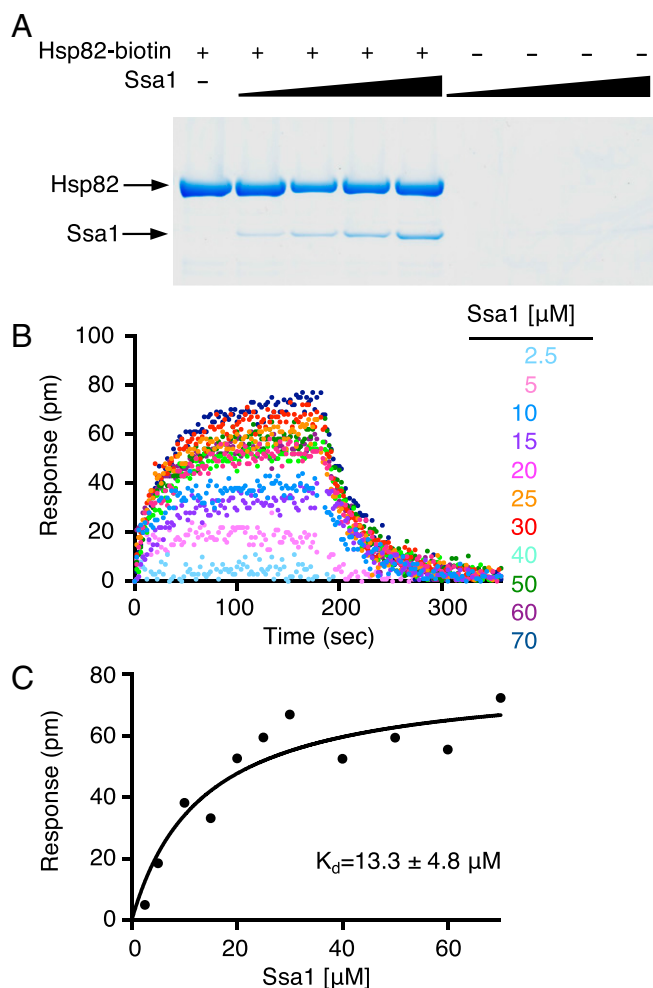 A
Hsp82-biotin + + + + + – – – –
Ssa1 –
Hsp82
Ssa1
B
Ssa1 [µM]
2.5
5
10
15
20
25
30
40
50
60
70
Response (pm)
100
80
60
40
20
0
0 100 200 300
Time (sec)
C
Response (pm)
80
60
40
20
0
Kd=13.3 ± 4.8 µM
0 20 40 60
Ssa1 [µM]